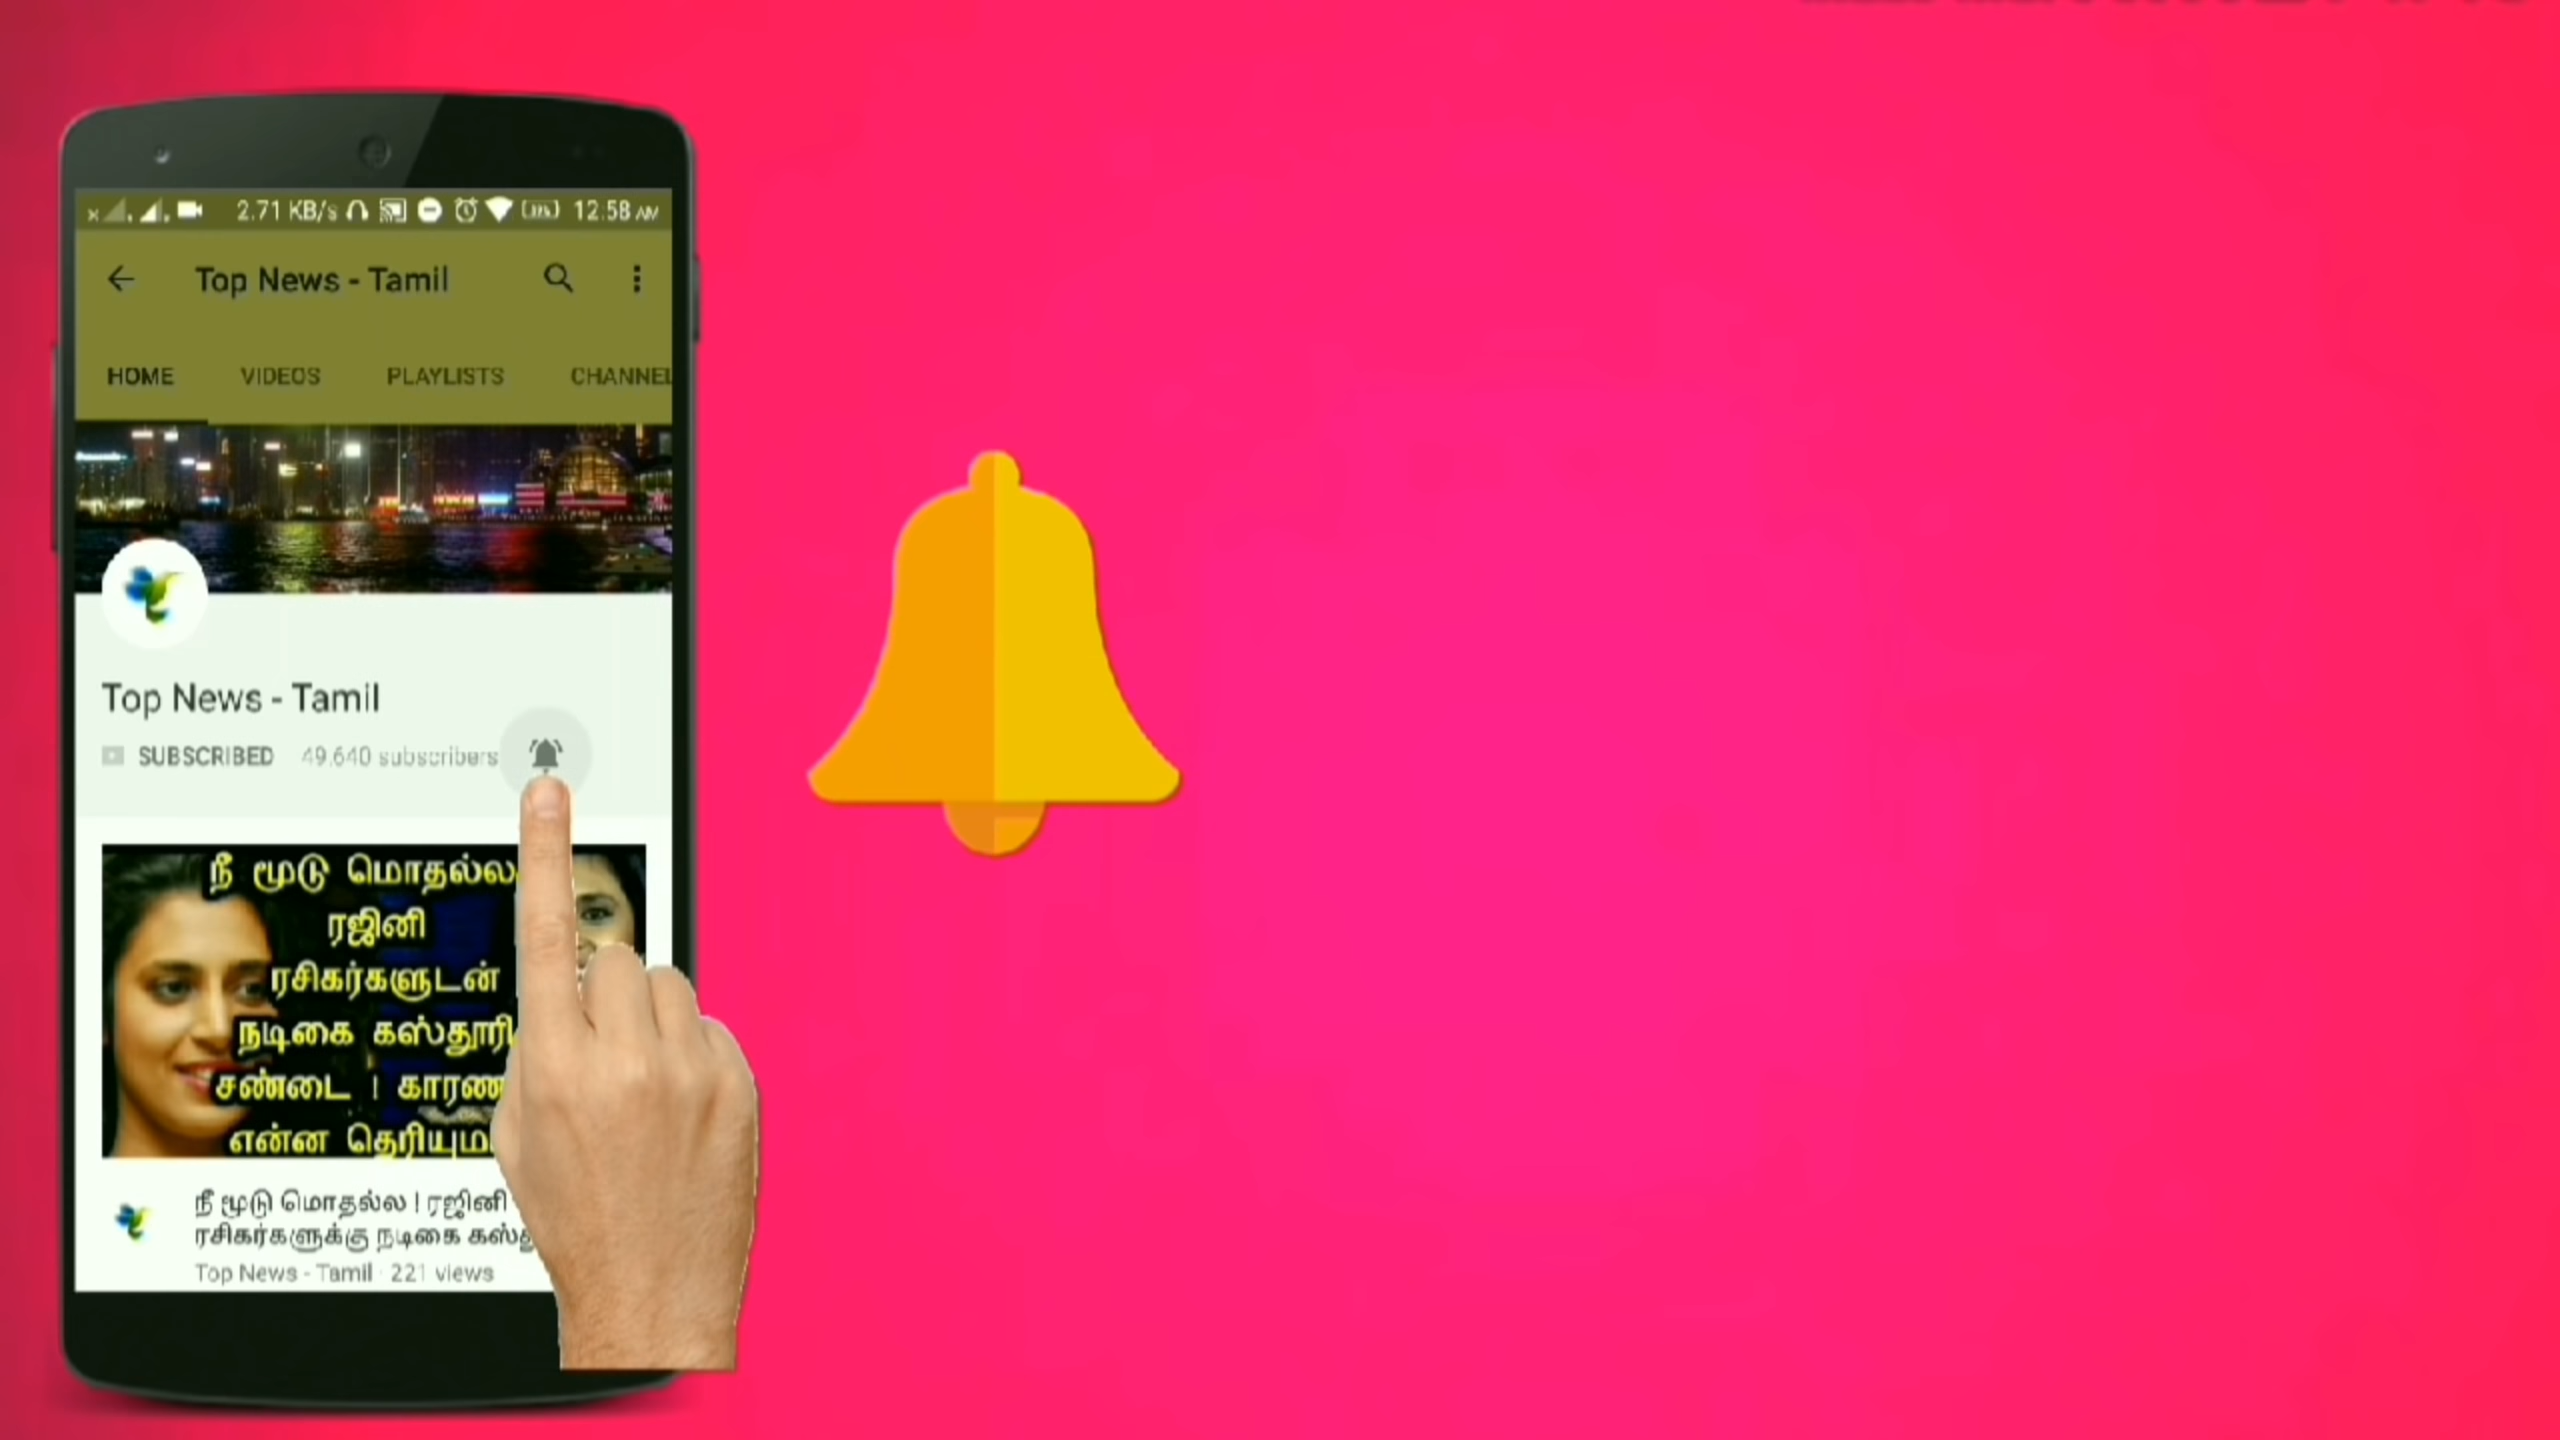 2.71 KB/s 12.58 AM
Top News - Tamil
HOME VIDEOS PLAYLISTS CHANNEL
Top News - Tamil
SUBSCRIBED 49,640 subscribers
நீ மூடு மொதல்ல
ரஜினி
ரசிகர்களுடன்
நடிகை கஸ்தூரி
சண்டை | காரண
என்ன தெரியுமா
நீ மூடு மொதல்ல | ரஜினி
ரசிகர்களுக்கு நடிகை
Top News - Tamil · 221 views